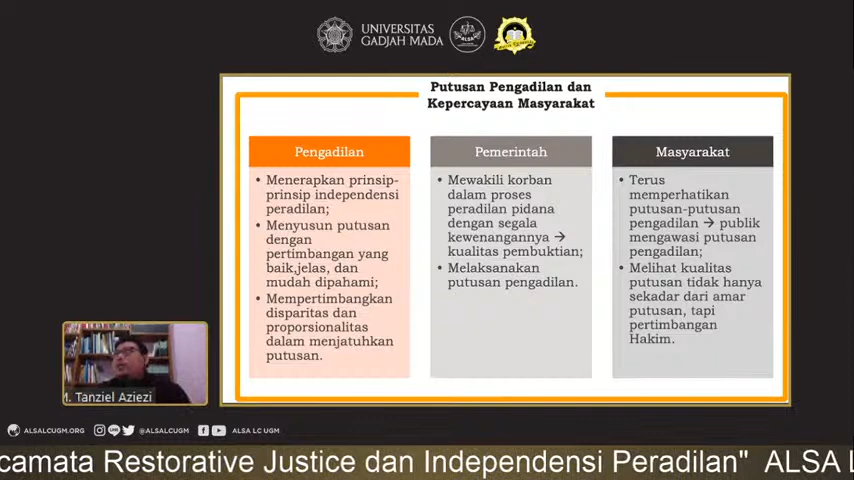 UNIVERSITAS
GADJAH MADA
ALSA
Putusan Pengadilan dan
Kepercayaan Masyarakat
Pengadilan
• Menerapkan prinsip-
prinsip independensi
peradilan;
• Menyusun putusan
dengan
pertimbangan yang
baik,jelas, dan
mudah dipahami;
• Mempertimbangkan
disparitas dan
proporsionalitas
dalam menjatuhkan
putusan.
Pemerintah
• Mewakili korban
dalam proses
peradilan pidana
dengan segala
kewenangannya →
kualitas pembuktian;
• Melaksanakan
putusan pengadilan.
Masyarakat
• Terus
memperhatikan
putusan-putusan
pengadilan → publik
mengawasi putusan
pengadilan;
• Melihat kualitas
putusan tidak hanya
sekadar dari amar
putusan, tapi
pertimbangan
Hakim.
M. Tanziel Aziezi
ALSALCUGM.ORG @ALSALCUGM ALSA LC UGM
camata Restorative Justice dan Independensi Peradilan" ALSA L